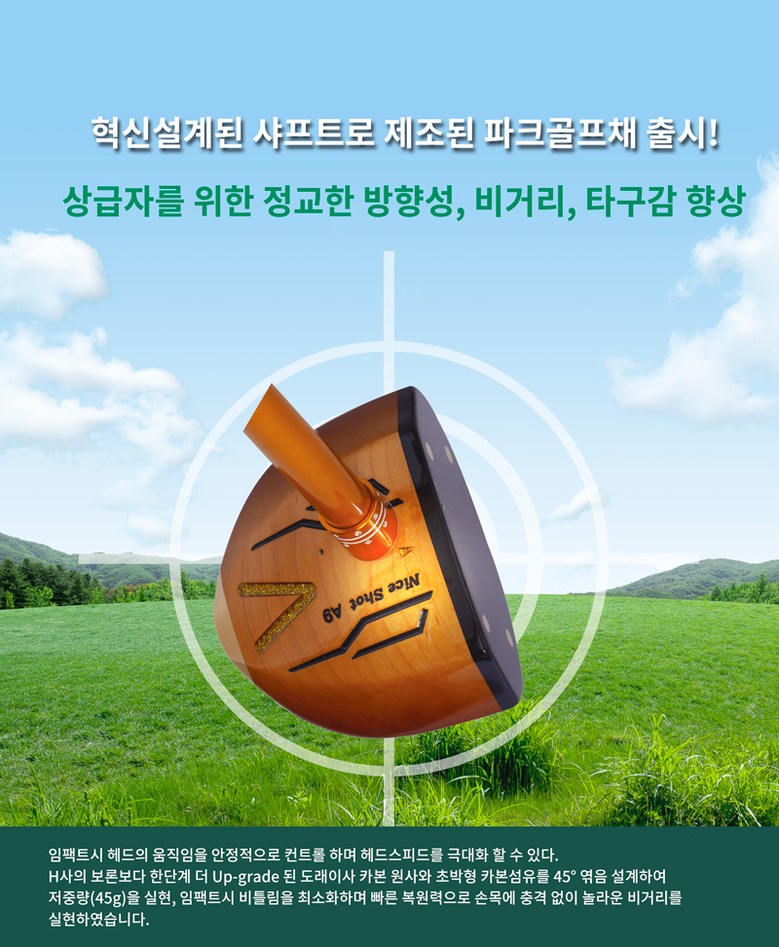 혁신설계된 샤프트로 제조된 파크골프채 출시!
상급자를 위한 정교한 방향성, 비거리, 타구감 향상
Nice Shot A9
임팩트시 헤드의 움직임을 안정적으로 컨트롤 하며 헤드스피드를 극대화 할 수 있다.
H사의 보론보다 한단계 더 Up-grade 된 도래이사 카본 원사와 초박형 카본섬유를 45° 엮음 설계하여
저중량(45g)을 실현, 임팩트시 비틀림을 최소화하며 빠른 복원력으로 손목에 충격 없이 놀라운 비거리를
실현하였습니다.